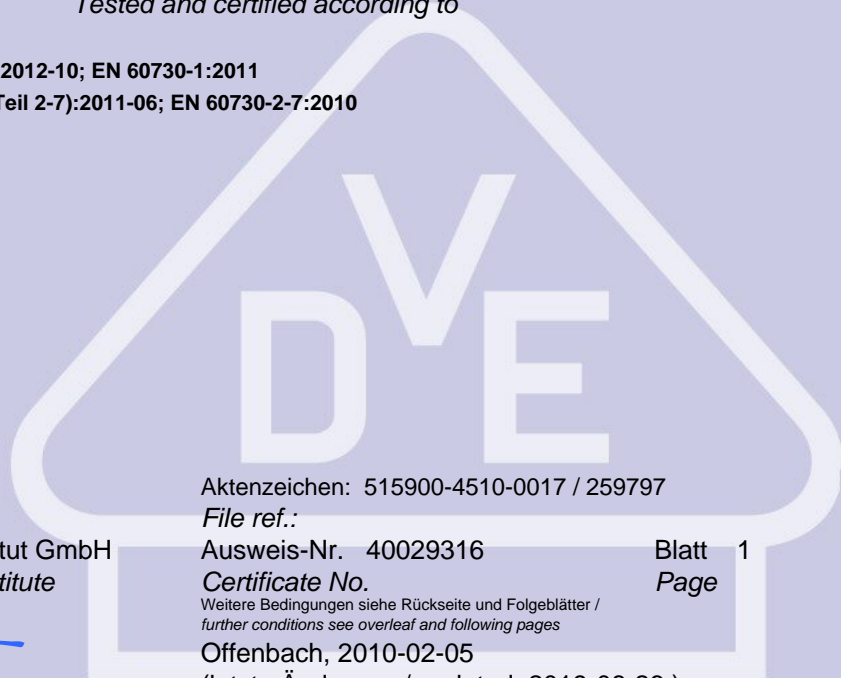 Tested and certified according to
2012-10; EN 60730-1:2011
Teil 2-7):2011-06; EN 60730-2-7:2010
VDE
Aktenzeichen: 515900-4510-0017 / 259797
File ref.:
tut GmbH Ausweis-Nr. 40029316 Blatt 1
titute Certificate No. Page
Weitere Bedingungen siehe Rückseite und Folgeblätter /
further conditions see overleaf and following pages
Offenbach, 2010-02-05